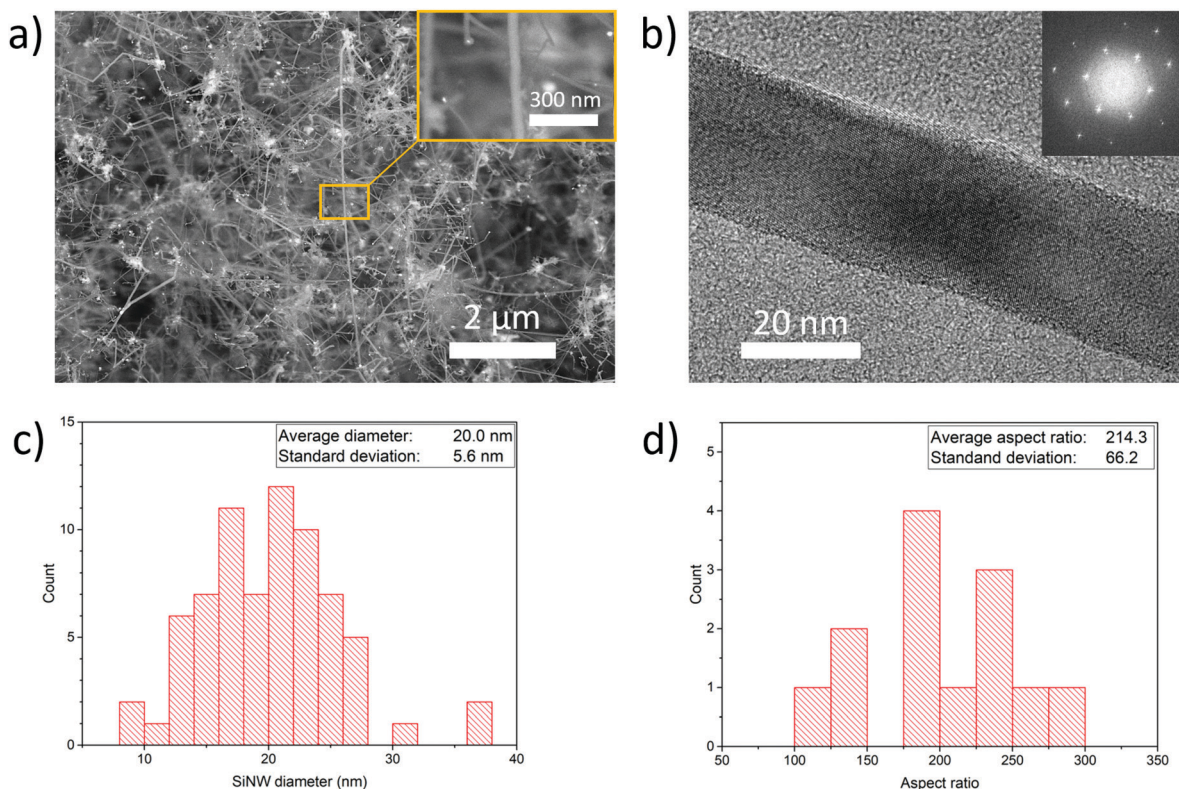 a)
300 nm
2 µm
b)
20 nm
c)
15
10
5
0
Count
Average diameter: 20.0 nm
Standard deviation: 5.6 nm
10 20 30 40
SiNW diameter (nm)
d)
5
4
3
2
1
0
Count
Average aspect ratio: 214.3
Standand deviation: 66.2
50 100 150 200 250 300 350
Aspect ratio